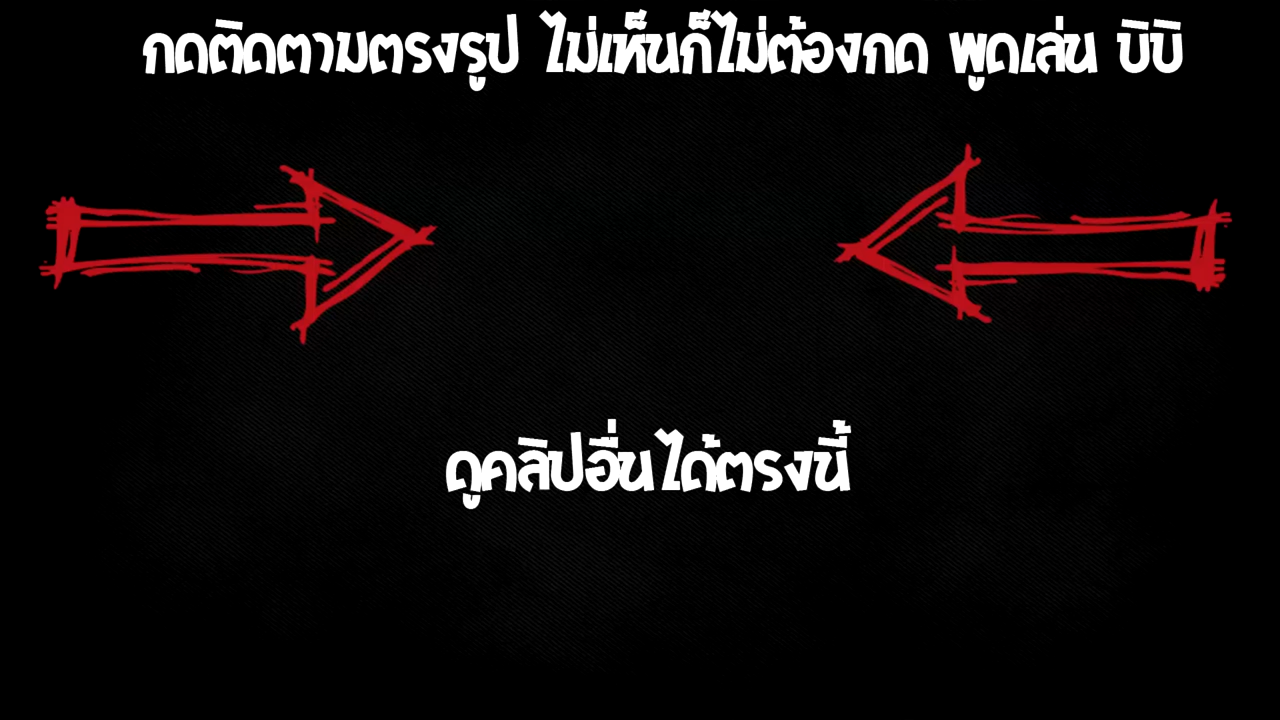 กดติดตามตรงรูป ไม่เห็นก็ไม่ต้องกด พูดเล่น บิบิ
ดูคลิปอื่นได้ตรงนี้